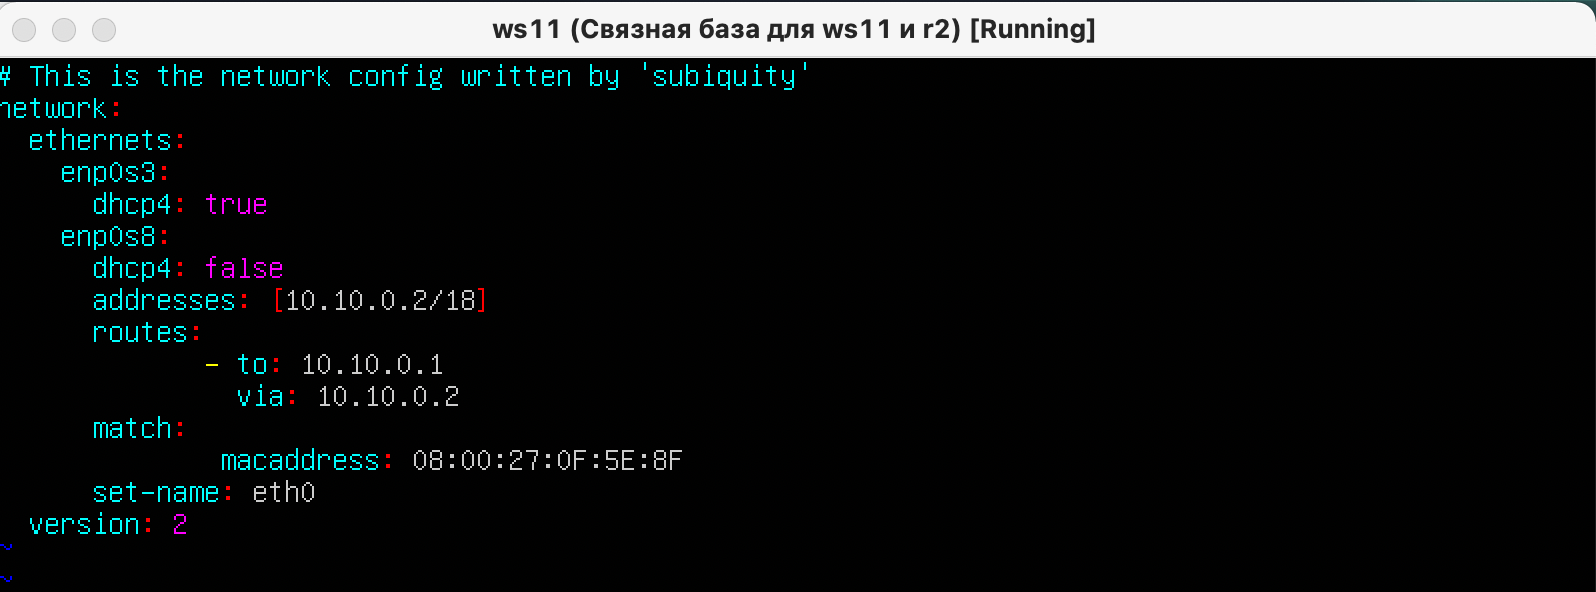 ws11 (Связная база для ws11 и r2) [Running]
# This is the network config written by 'subiquity'
network:
  ethernets:
    enp0s3:
      dhcp4: true
    enp0s8:
      dhcp4: false
      addresses: [10.10.0.2/18]
      routes:
             - to: 10.10.0.1
               via: 10.10.0.2
      match:
              macaddress: 08:00:27:0F:5E:8F
      set-name: eth0
  version: 2
~
~